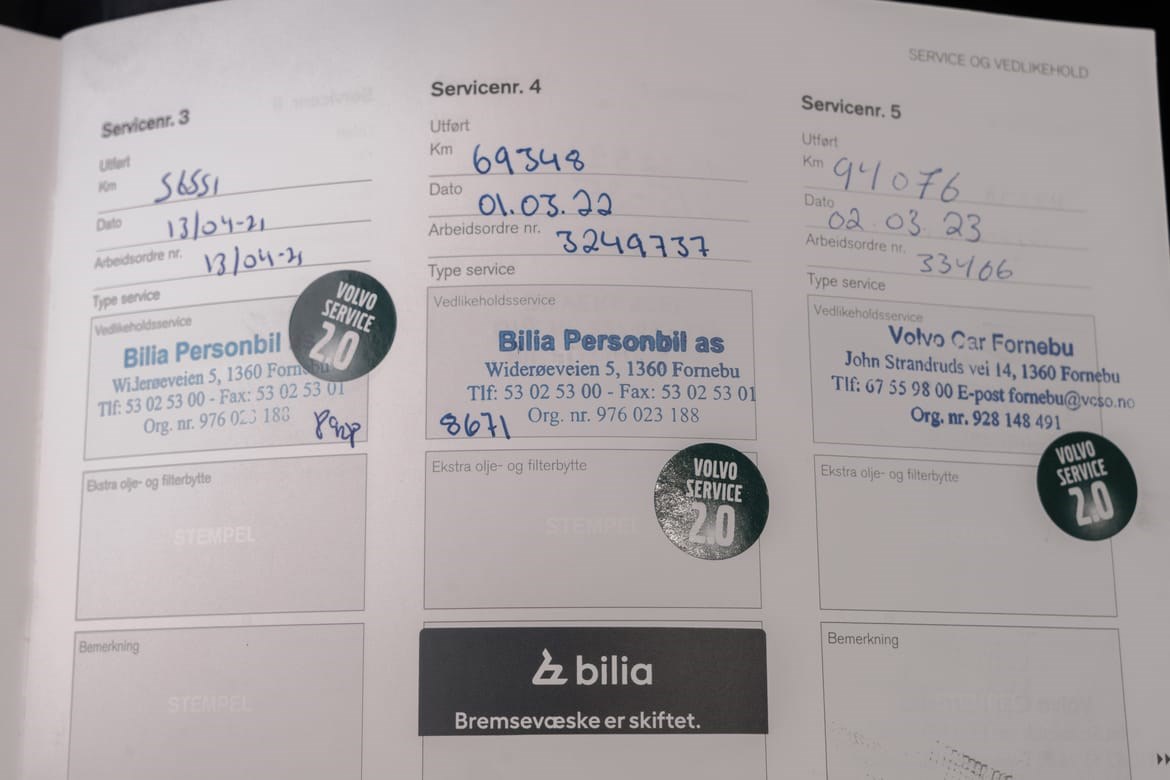 SERVICE OG VEDLIKEHOLD
Servicenr. 3
Utført
Km 56551
Dato 13/04-21
Arbeidsordre nr. 13/04-21
Type service
Vedlikeholdsservice
Bilia Personbil
Widerøeveien 5, 1360 Fornebu
Tlf: 53 02 53 00 - Fax: 53 02 53 01
Org. nr. 976 023 188
VOLVO
SERVICE
2.0
Ekstra olje- og filterbytte
STEMPEL
Bemerkning
STEMPEL
Servicenr. 4
Utført
Km 69348
Dato 01.03.22
Arbeidsordre nr. 3249737
Type service
Vedlikeholdsservice
Bilia Personbil as
Widerøeveien 5, 1360 Fornebu
Tlf: 53 02 53 00 - Fax: 53 02 53 01
8671 Org. nr. 976 023 188
Ekstra olje- og filterbytte
STEMPEL
VOLVO
SERVICE
2.0
bilia
Bremsevæske er skiftet.
Servicenr. 5
Utført
Km 94076
Dato 02.03.23
Arbeidsordre nr. 33466
Type service
Vedlikeholdsservice
Volvo Car Fornebu
John Strandruds vei 14, 1360 Fornebu
Tlf: 67 55 98 00 E-post fornebu@vcso.no
Org. nr. 928 148 491
Ekstra olje- og filterbytte
VOLVO
SERVICE
2.0
Bemerkning